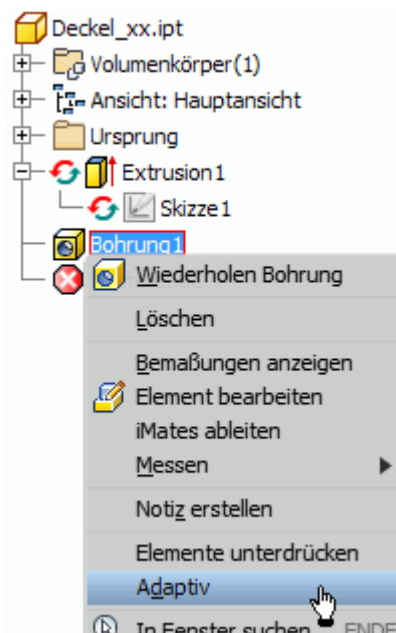 Deckel_xx.ipt
Volumenkörper(1)
Ansicht: Hauptansicht
Ursprung
Extrusion1
Skizze1
Bohrung1
Wiederholen Bohrung
Löschen
Bemaßungen anzeigen
Element bearbeiten
iMates ableiten
Messen
Notiz erstellen
Elemente unterdrücken
Adaptiv
In Fenster suchen ENDE